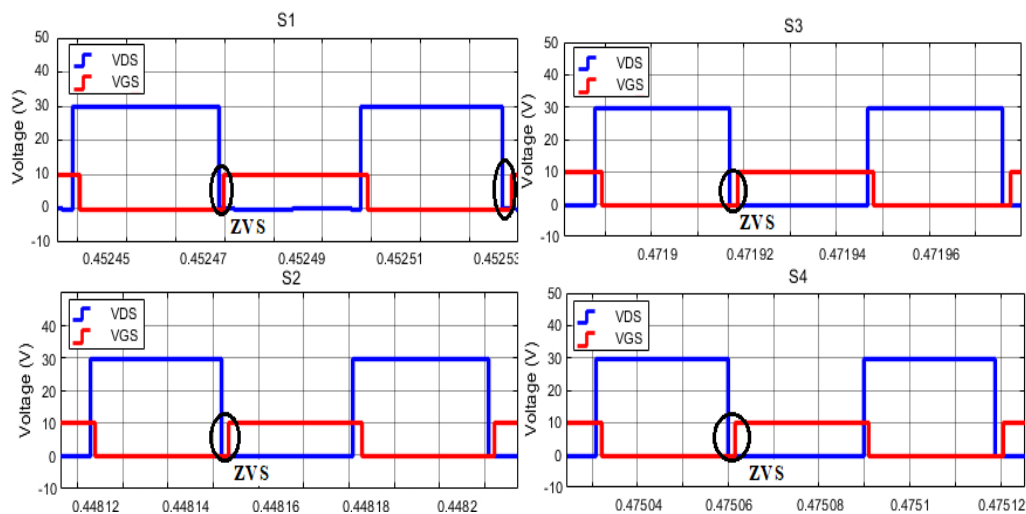 S1
50
40
30
20
10
0
-10
Voltage (V)
VDS
VGS
ZVS
0.45245
0.45247
0.45249
0.45251
0.45253
S3
50
40
30
20
10
0
-10
Voltage (V)
VDS
VGS
ZVS
0.4719
0.47192
0.47194
0.47196
S2
40
30
20
10
0
-10
Voltage (V)
VDS
VGS
ZVS
0.44812
0.44814
0.44816
0.44818
0.4482
S4
50
40
30
20
10
0
-10
Voltage (V)
VDS
VGS
ZVS
0.47504
0.47506
0.47508
0.4751
0.47512